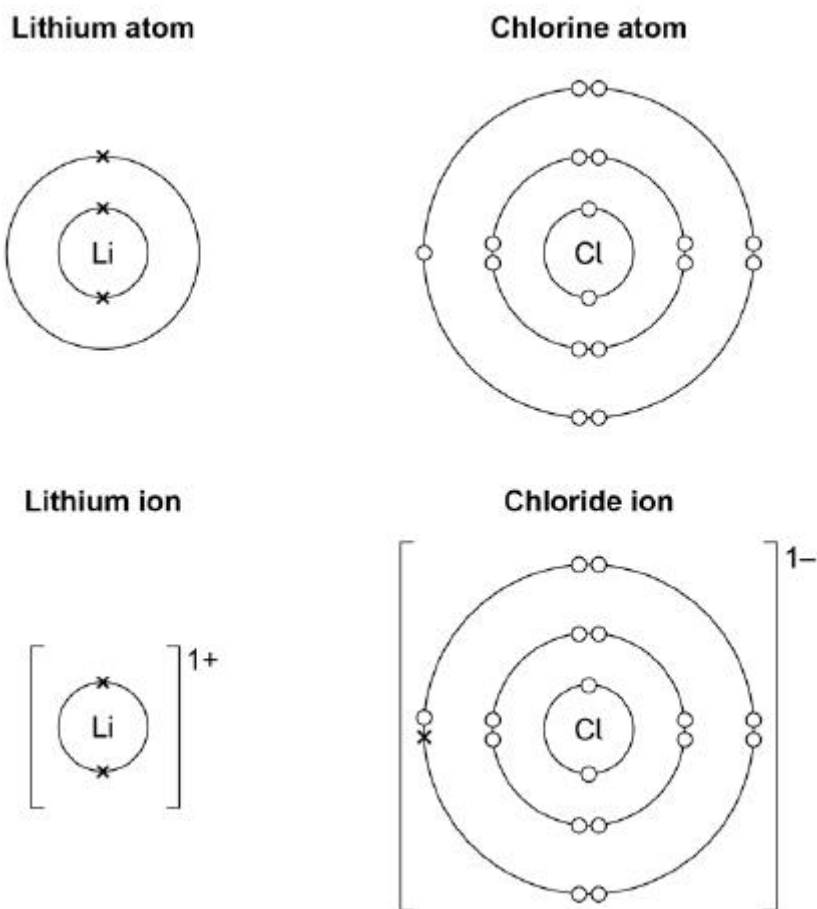 Lithium atom
Chlorine atom
Li
Cl
Lithium ion
Chloride ion
Li
1+
Cl
1–